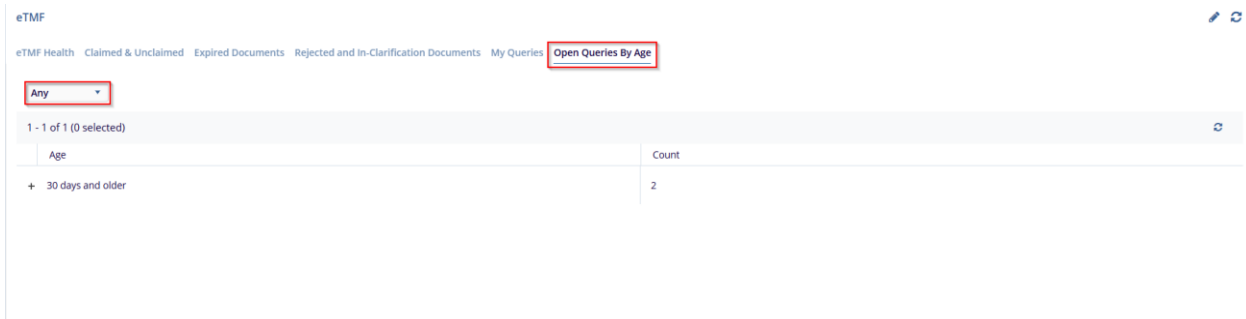 eTMF
eTMF Health Claimed & Unclaimed Expired Documents Rejected and In-Clarification Documents My Queries Open Queries By Age
Any
1 - 1 of 1 (0 selected)
Age Count
+ 30 days and older 2